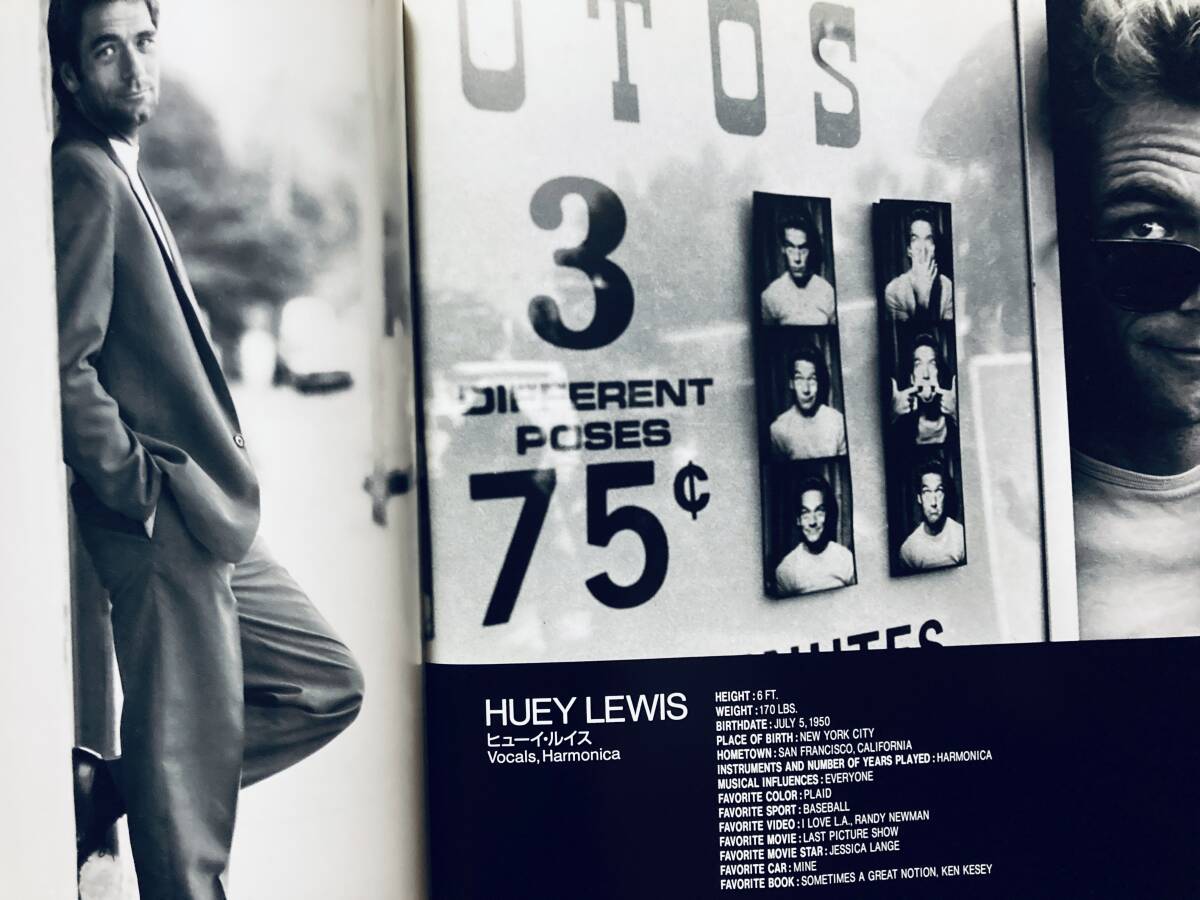 UTOS
3
DIFFERENT
POSES
75¢
MINUTES
HUEY LEWIS
ヒューイ・ルイス
Vocals, Harmonica
HEIGHT : 6 FT.
WEIGHT : 170 LBS.
BIRTHDATE : JULY 5, 1950
PLACE OF BIRTH : NEW YORK CITY
HOMETOWN : SAN FRANCISCO, CALIFORNIA
INSTRUMENTS AND NUMBER OF YEARS PLAYED : HARMONICA
MUSICAL INFLUENCES : EVERYONE
FAVORITE COLOR : PLAID
FAVORITE SPORT : BASEBALL
FAVORITE VIDEO : I LOVE L.A., RANDY NEWMAN
FAVORITE MOVIE : LAST PICTURE SHOW
FAVORITE MOVIE STAR : JESSICA LANGE
FAVORITE CAR : MINE
FAVORITE BOOK : SOMETIMES A GREAT NOTION, KEN KESEY